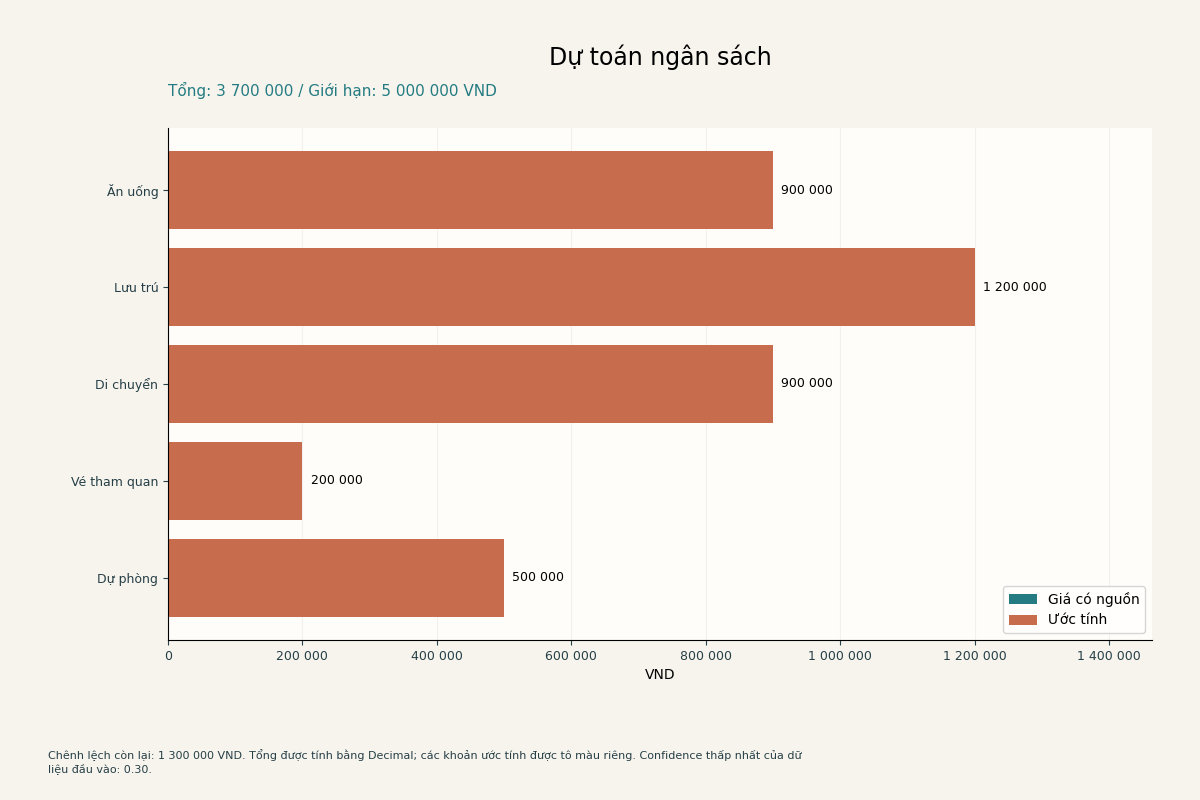 Dự toán ngân sách
Tổng: 3 700 000 / Giới hạn: 5 000 000 VND
Ăn uống
900 000
Lưu trú
1 200 000
Di chuyển
900 000
Vé tham quan
200 000
Dự phòng
500 000
Giá có nguồn
Ước tính
0 200 000 400 000 600 000 800 000 1 000 000 1 200 000 1 400 000
VND
Chênh lệch còn lại: 1 300 000 VND. Tổng được tính bằng Decimal; các khoản ước tính được tô màu riêng. Confidence thấp nhất của dữ
liệu đầu vào: 0.30.